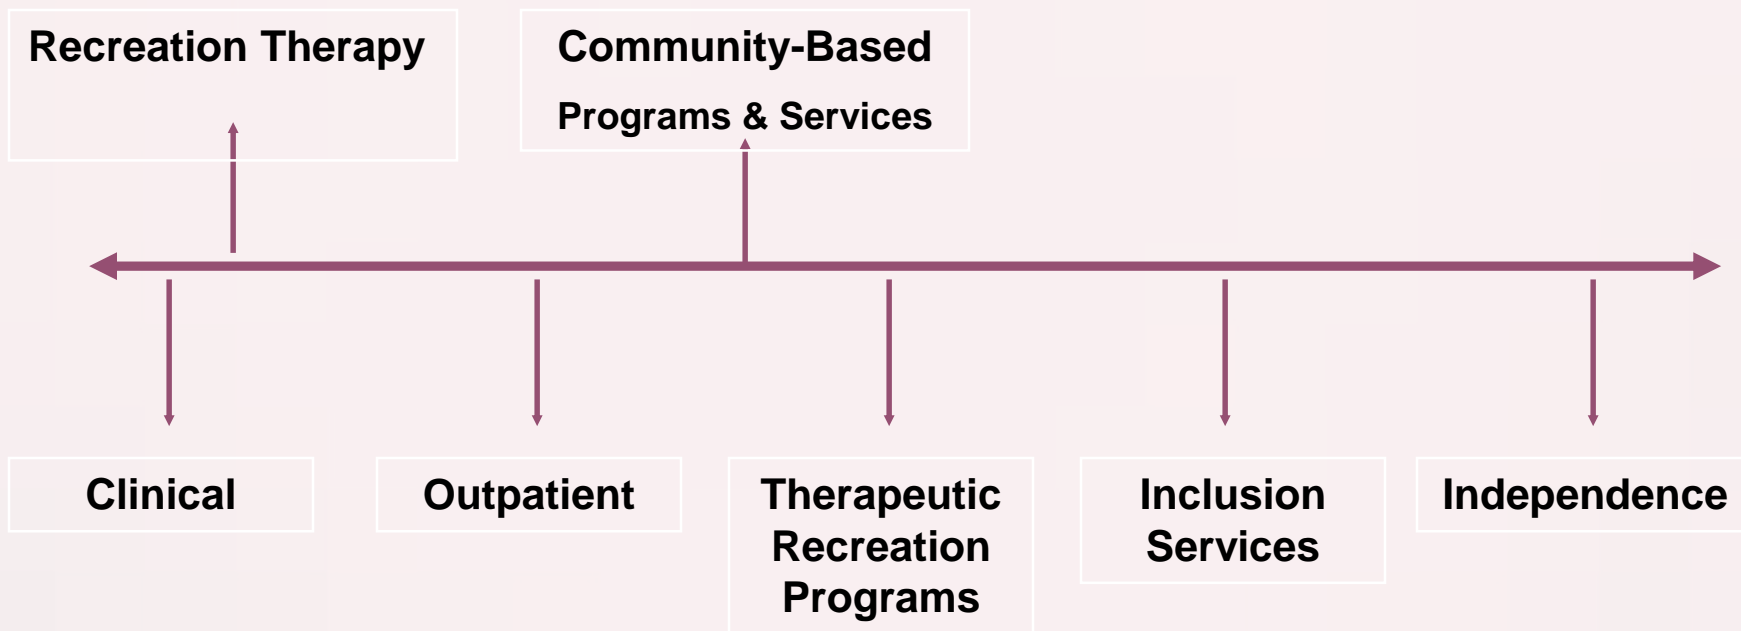 Recreation Therapy
Community-Based
Programs & Services
Clinical
Outpatient
Therapeutic
Recreation
Programs
Inclusion
Services
Independence